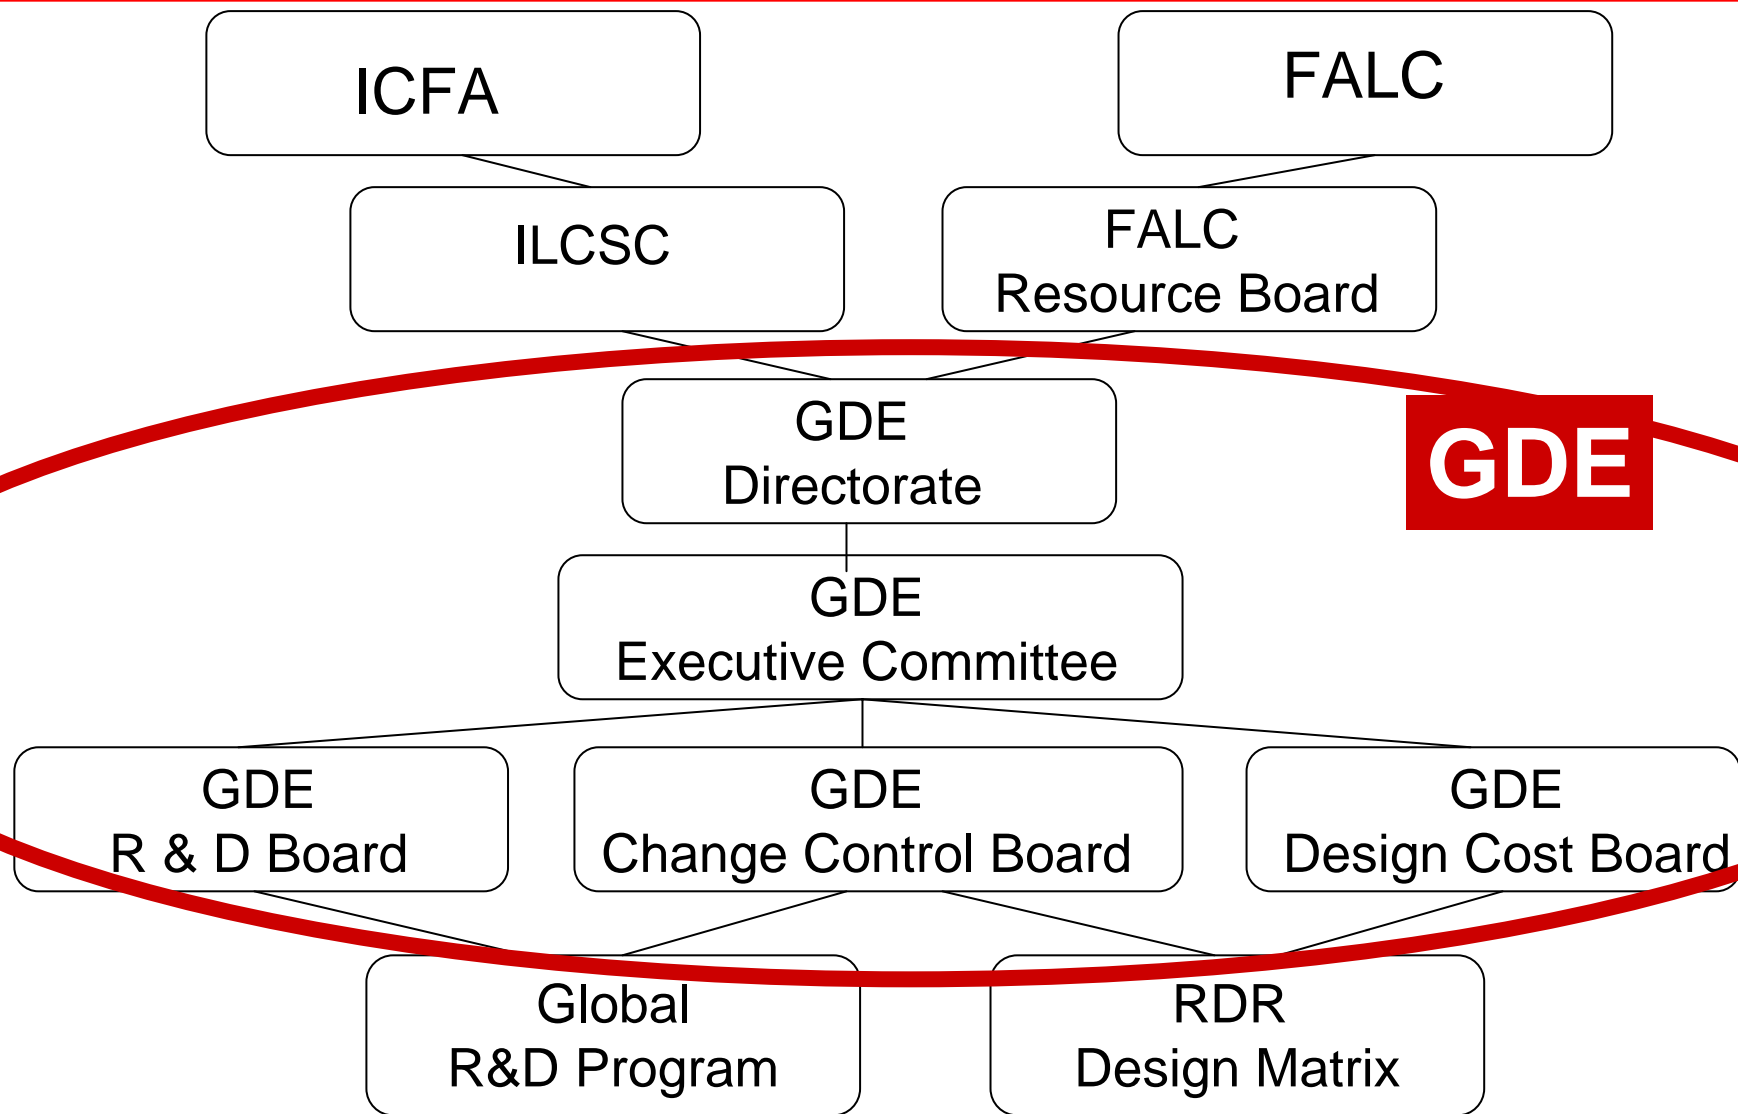 ICFA
FALC
ILCSC
FALC
Resource Board
GDE
Directorate
GDE
GDE
Executive Committee
GDE
R & D Board
GDE
Change Control Board
GDE
Design Cost Board
Global
R&D Program
RDR
Design Matrix